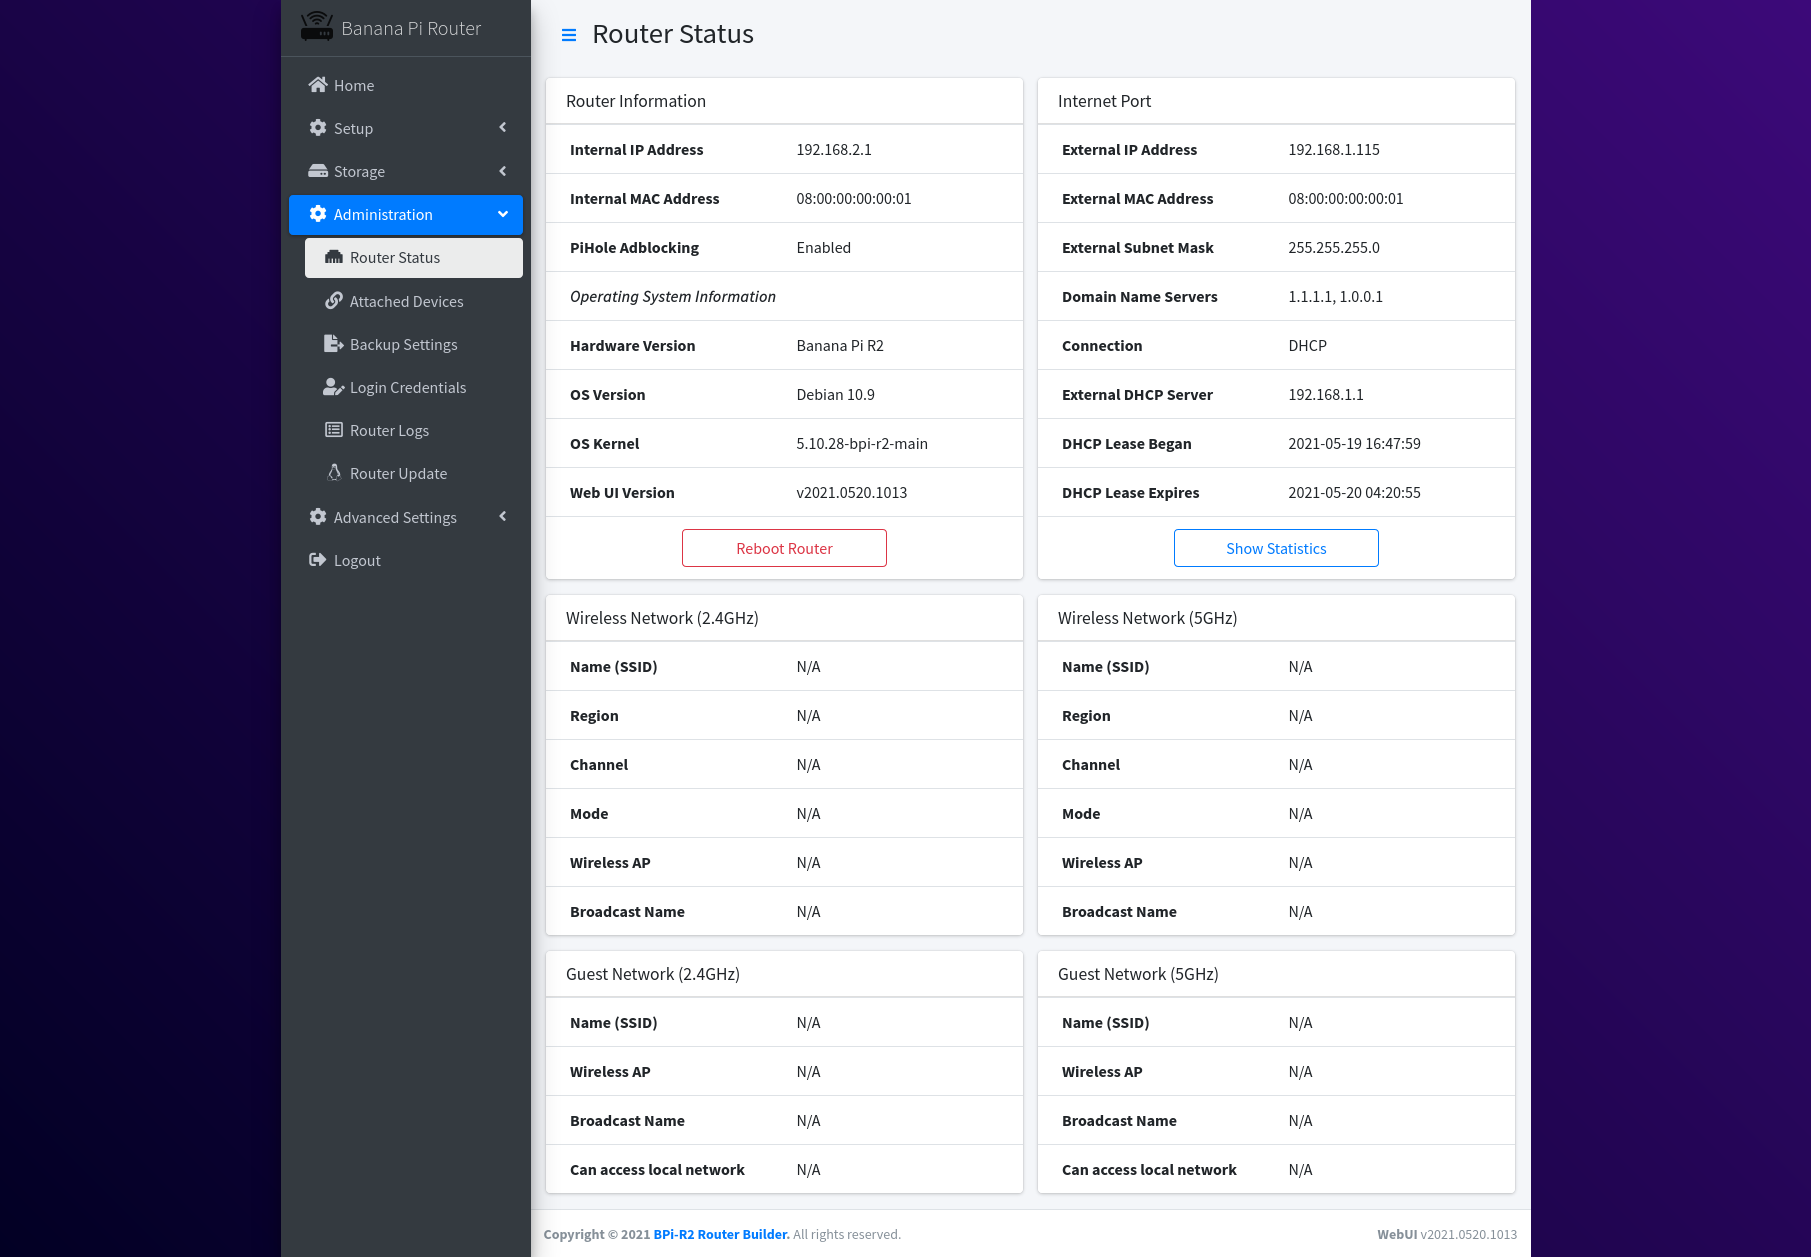 Banana Pi Router
Home
Setup
Storage
Administration
Router Status
Attached Devices
Backup Settings
Login Credentials
Router Logs
Router Update
Advanced Settings
Logout
Router Status
Router Information
Internal IP Address 192.168.2.1
Internal MAC Address 08:00:00:00:00:01
PiHole Adblocking Enabled
Operating System Information
Hardware Version Banana Pi R2
OS Version Debian 10.9
OS Kernel 5.10.28-bpi-r2-main
Web UI Version v2021.0520.1013
Reboot Router
Internet Port
External IP Address 192.168.1.115
External MAC Address 08:00:00:00:00:01
External Subnet Mask 255.255.255.0
Domain Name Servers 1.1.1.1, 1.0.0.1
Connection DHCP
External DHCP Server 192.168.1.1
DHCP Lease Began 2021-05-19 16:47:59
DHCP Lease Expires 2021-05-20 04:20:55
Show Statistics
Wireless Network (2.4GHz)
Name (SSID) N/A
Region N/A
Channel N/A
Mode N/A
Wireless AP N/A
Broadcast Name N/A
Wireless Network (5GHz)
Name (SSID) N/A
Region N/A
Channel N/A
Mode N/A
Wireless AP N/A
Broadcast Name N/A
Guest Network (2.4GHz)
Name (SSID) N/A
Wireless AP N/A
Broadcast Name N/A
Can access local network N/A
Guest Network (5GHz)
Name (SSID) N/A
Wireless AP N/A
Broadcast Name N/A
Can access local network N/A
Copyright © 2021 BPi-R2 Router Builder. All rights reserved.
WebUI v2021.0520.1013